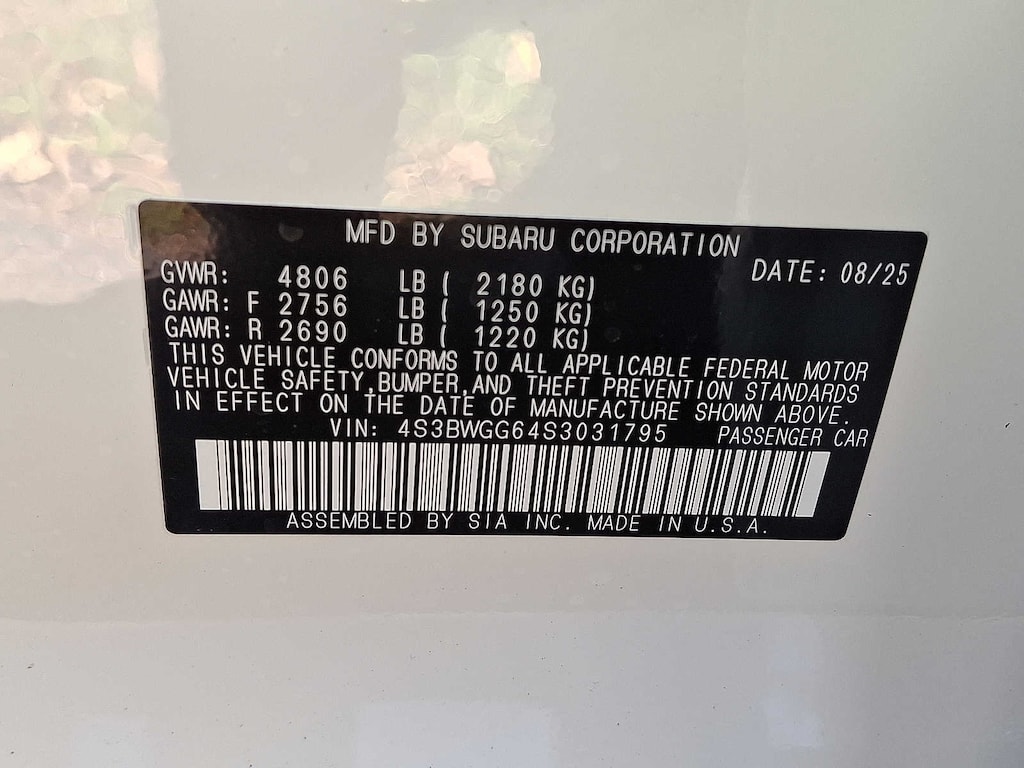 MFD BY SUBARU CORPORATION
DATE: 08/25
GVWR: 4806 LB ( 2180 KG)
GAWR: F 2756 LB ( 1250 KG)
GAWR: R 2690 LB ( 1220 KG)
THIS VEHICLE CONFORMS TO ALL APPLICABLE FEDERAL MOTOR
VEHICLE SAFETY,BUMPER,AND THEFT PREVENTION STANDARDS
IN EFFECT ON THE DATE OF MANUFACTURE SHOWN ABOVE.
VIN: 4S3BWGG64S3031795 PASSENGER CAR
ASSEMBLED BY SIA INC. MADE IN U.S.A.